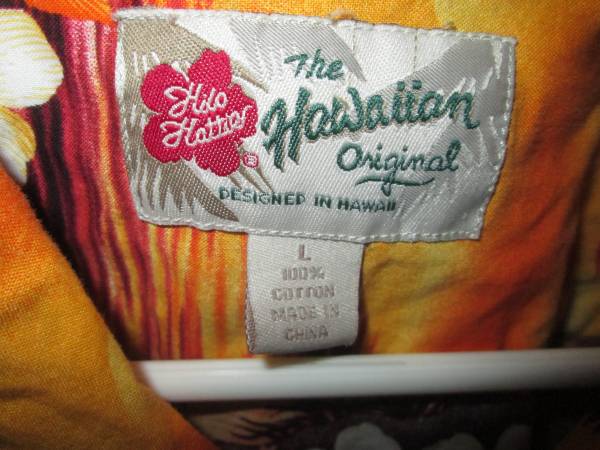 Hilo
Hattie
®
The
Hawaiian
Original
DESIGNED IN HAWAII
L
100%
COTTON
MADE IN
CHINA